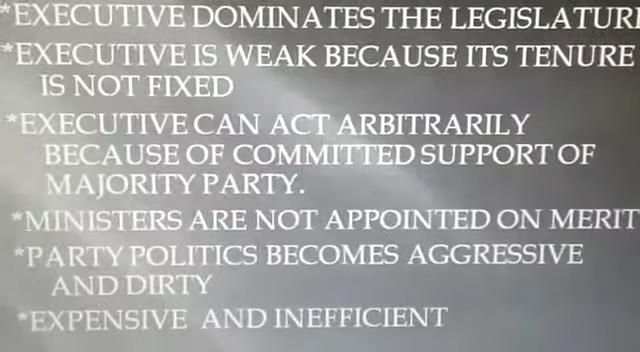 *EXECUTIVE DOMINATES THE LEGISLATURE
*EXECUTIVE IS WEAK BECAUSE ITS TENURE
IS NOT FIXED
*EXECUTIVE CAN ACT ARBITRARILY
BECAUSE OF COMMITTED SUPPORT OF
MAJORITY PARTY.
*MINISTERS ARE NOT APPOINTED ON MERIT
*PARTY POLITICS BECOMES AGGRESSIVE
AND DIRTY
*EXPENSIVE AND INEFFICIENT